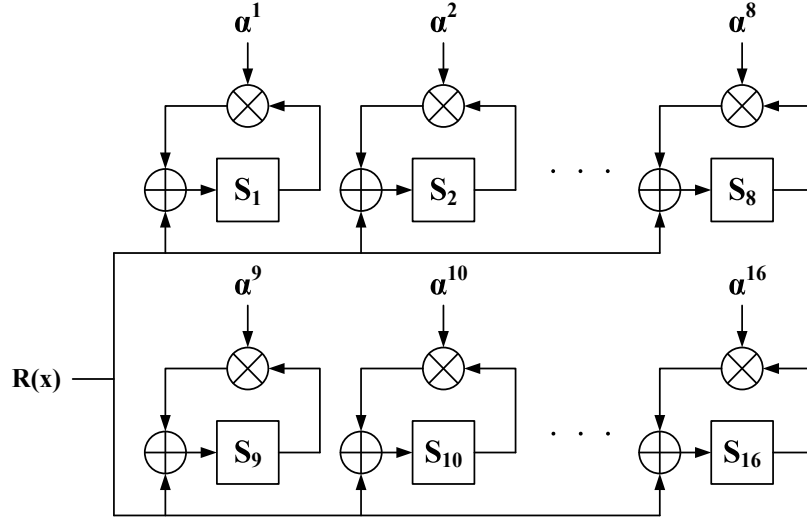 α¹ α² α⁸
S₁ S₂ · · · S₈
α⁹ α¹⁰ α¹⁶
R(x)
S₉ S₁₀ · · · S₁₆